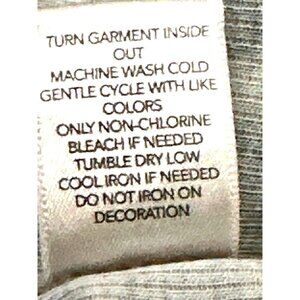 TURN GARMENT INSIDE
OUT
MACHINE WASH COLD
GENTLE CYCLE WITH LIKE
COLORS
ONLY NON-CHLORINE
BLEACH IF NEEDED
TUMBLE DRY LOW
COOL IRON IF NEEDED
DO NOT IRON ON
DECORATION